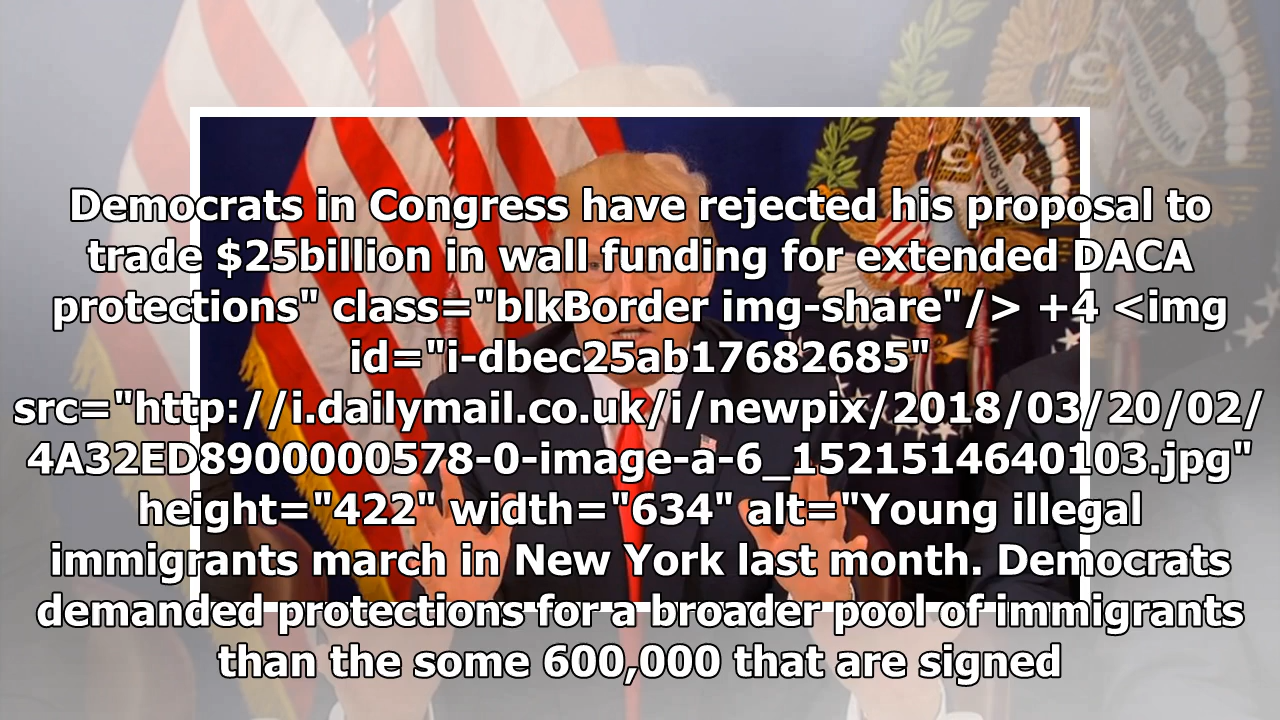 Democrats in Congress have rejected his proposal to
trade $25billion in wall funding for extended DACA
protections" class="blkBorder img-share"/> +4 <img
id="i-dbec25ab17682685"
src="http://i.dailymail.co.uk/i/newpix/2018/03/20/02/
4A32ED8900000578-0-image-a-6_1521514640103.jpg"
height="422" width="634" alt="Young illegal
immigrants march in New York last month. Democrats
demanded protections for a broader pool of immigrants
than the some 600,000 that are signed